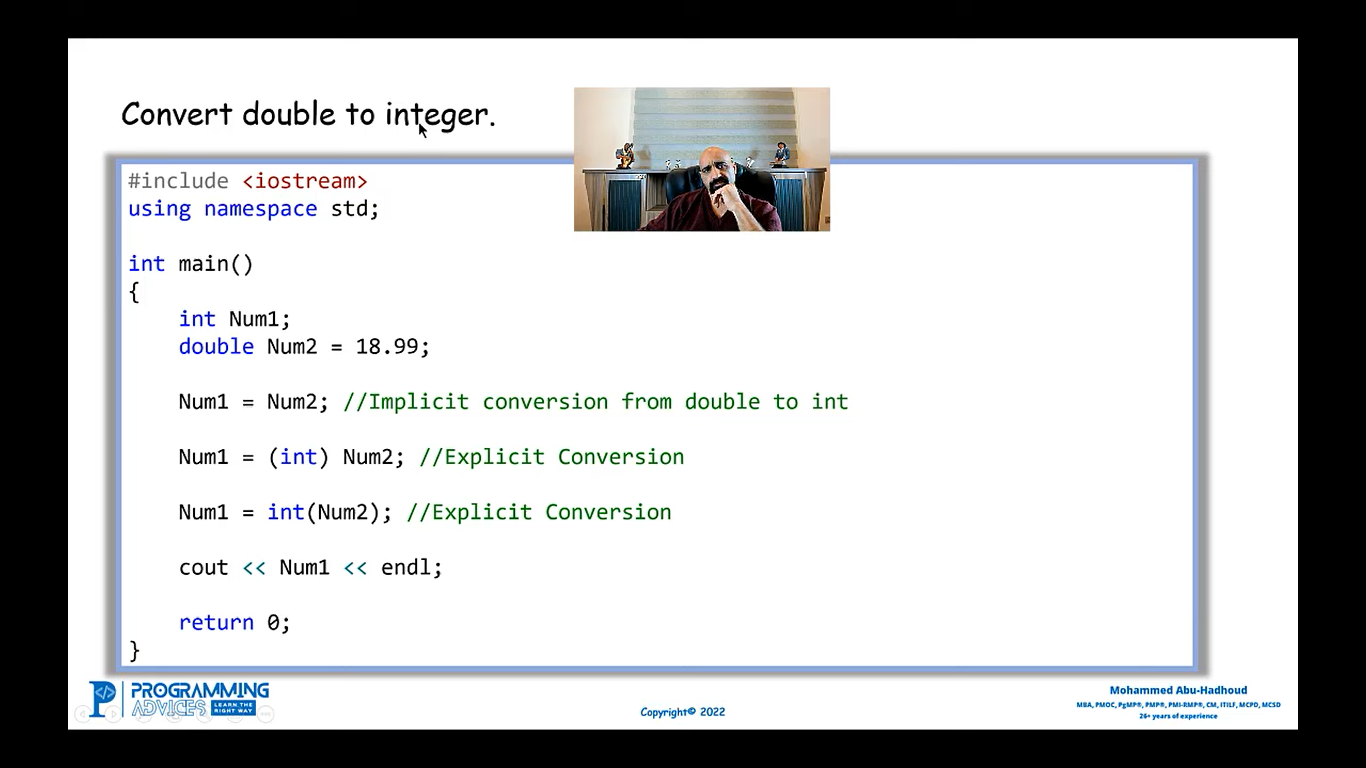 Convert double to integer.
#include <iostream>
using namespace std;
int main()
{
int Num1;
double Num2 = 18.99;
Num1 = Num2; //Implicit conversion from double to int
Num1 = (int) Num2; //Explicit Conversion
Num1 = int(Num2); //Explicit Conversion
cout << Num1 << endl;
return 0;
}
PROGRAMMING
ADVICES
LEARN THE
RIGHT WAY
Copyright© 2022
Mohammed Abu-Hadhoud
MBA, PMOC, PgMP®, PMP®, PMI-RMP®, CM, ITILF, MCPD, MCSD
26+ years of experience